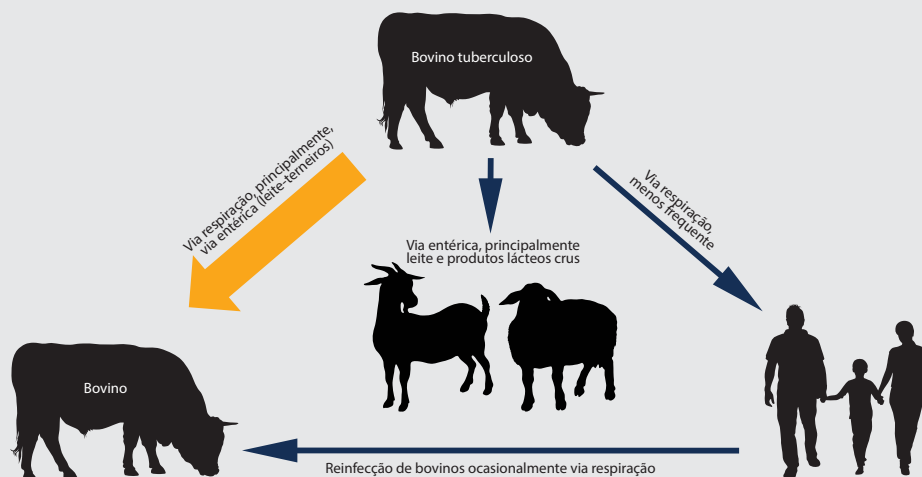 Bovino tuberculoso
Via respiração, principalmente,
via entérica (leite-terneiros)
Via respiração,
menos frequente
Via entérica, principalmente
leite e produtos lácteos crus
Bovino
Reinfecção de bovinos ocasionalmente via respiração